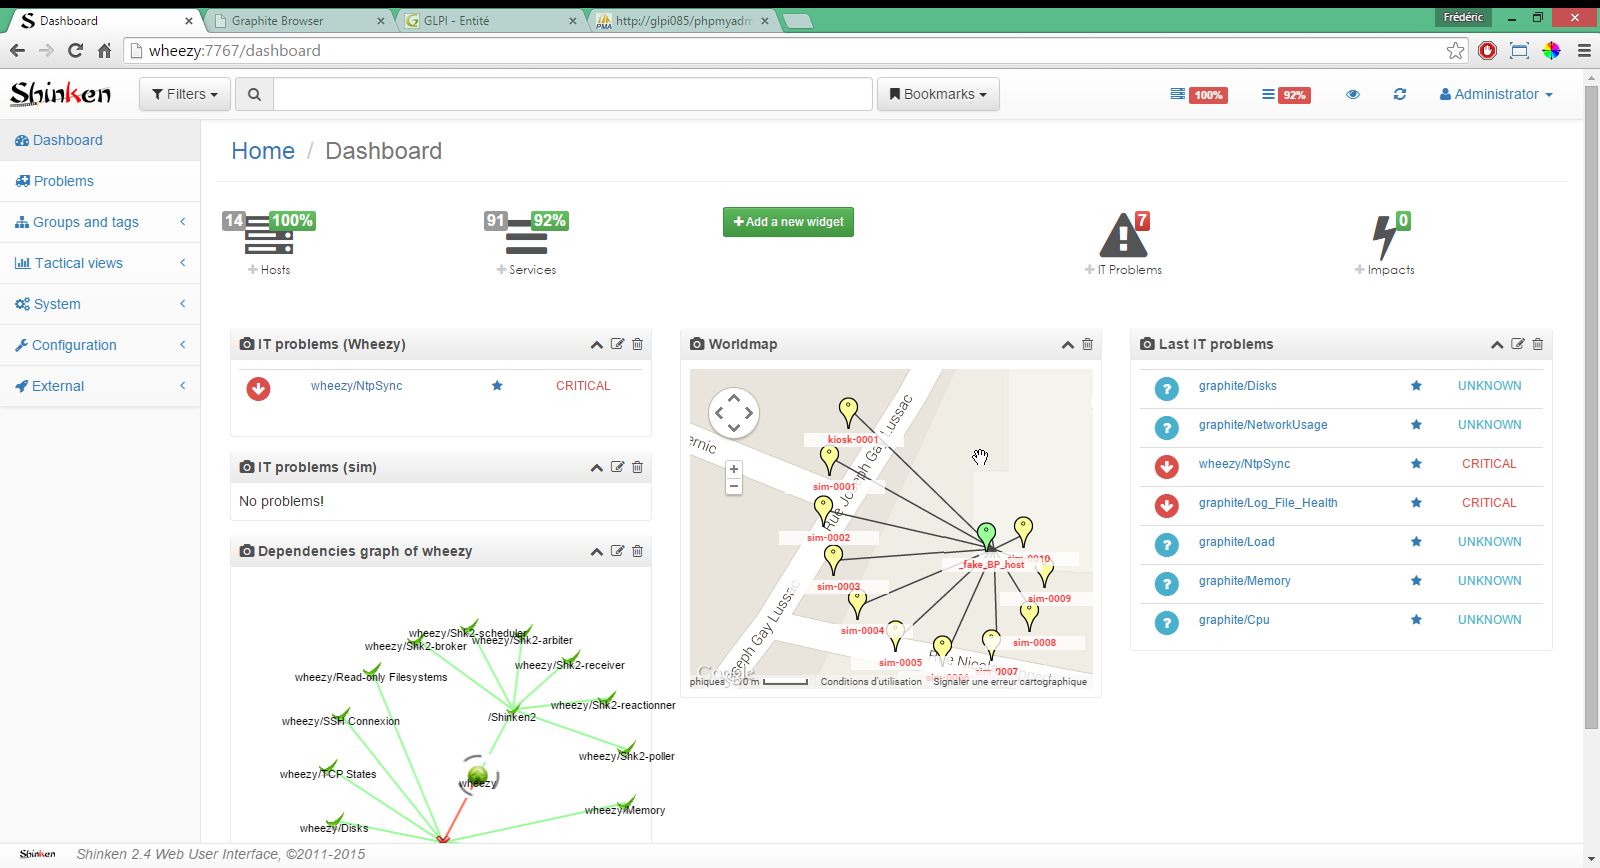 Dashboard
Graphite Browser
GLPI - Entité
http://glpi085/phpmyadm
Frédéric
wheezy:7767/dashboard
Shinken
Filters
Bookmarks
100%
92%
Administrator
Dashboard
Problems
Groups and tags
Tactical views
System
Configuration
External
Home / Dashboard
14 100%
Hosts
91 92%
Services
Add a new widget
7
IT Problems
0
Impacts
IT problems (Wheezy)
wheezy/NtpSync CRITICAL
IT problems (sim)
No problems!
Dependencies graph of wheezy
wheezy/Shk2-scheduler
wheezy/Shk2-arbiter
wheezy/Shk2-broker
wheezy/Shk2-receiver
wheezy/Read-only Filesystems
wheezy/Shk2-reactionner
/Shinken2
wheezy/SSH Connexion
wheezy/Shk2-poller
wheezy/TCP States
wheezy
wheezy/Memory
wheezy/Disks
Worldmap
ernic
Rue Joseph Gay Lussac
kiosk-0001
sim-0001
sim-0002
sim-0010
_fake_BP_host
sim-0003
sim-0009
sim-0004
sim-0008
sim-0005
sim-0007
seph Gay Lussac
Google
phiques
Conditions d'utilisation
Signaler une erreur cartographique
Last IT problems
graphite/Disks UNKNOWN
graphite/NetworkUsage UNKNOWN
wheezy/NtpSync CRITICAL
graphite/Log_File_Health CRITICAL
graphite/Load UNKNOWN
graphite/Memory UNKNOWN
graphite/Cpu UNKNOWN
Shinken
Shinken 2.4 Web User Interface, ©2011-2015